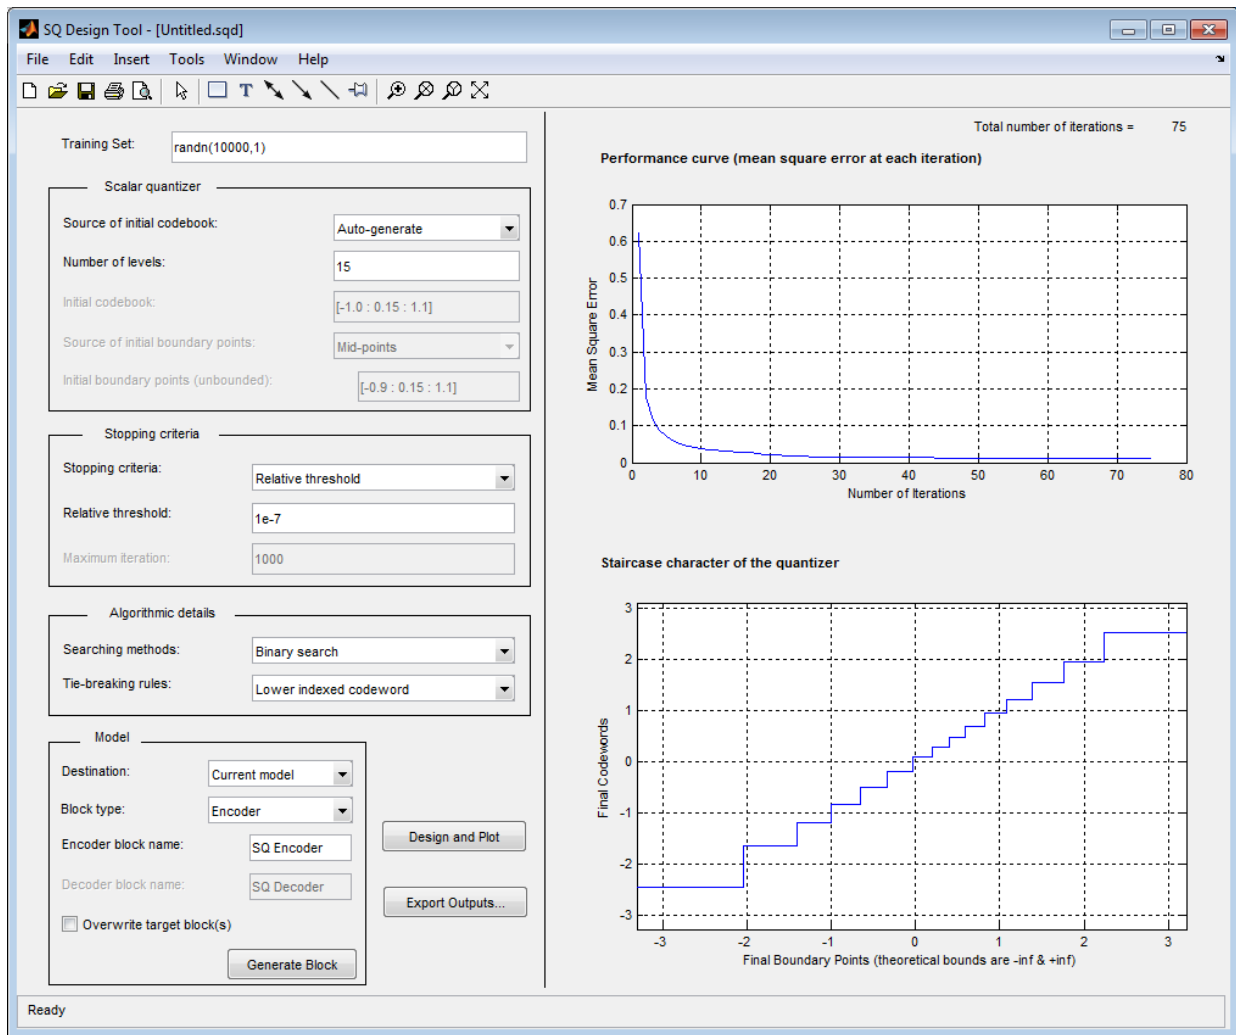 SQ Design Tool - [Untitled.sqd]
File Edit Insert Tools Window Help
T
Training Set: randn(10000,1)
Scalar quantizer
Source of initial codebook: Auto-generate
Number of levels: 15
Initial codebook: [-1.0 : 0.15 : 1.1]
Source of initial boundary points: Mid-points
Initial boundary points (unbounded): [-0.9 : 0.15 : 1.1]
Stopping criteria
Stopping criteria: Relative threshold
Relative threshold: 1e-7
Maximum iteration: 1000
Algorithmic details
Searching methods: Binary search
Tie-breaking rules: Lower indexed codeword
Model
Destination: Current model
Block type: Encoder
Encoder block name: SQ Encoder
Decoder block name: SQ Decoder
Overwrite target block(s)
Generate Block
Design and Plot
Export Outputs...
Total number of iterations = 75
Performance curve (mean square error at each iteration)
Mean Square Error
0.7
0.6
0.5
0.4
0.3
0.2
0.1
0
0 10 20 30 40 50 60 70 80
Number of Iterations
Staircase character of the quantizer
Final Codewords
3
2
1
0
-1
-2
-3
-3 -2 -1 0 1 2 3
Final Boundary Points (theoretical bounds are -inf & +inf)
Ready